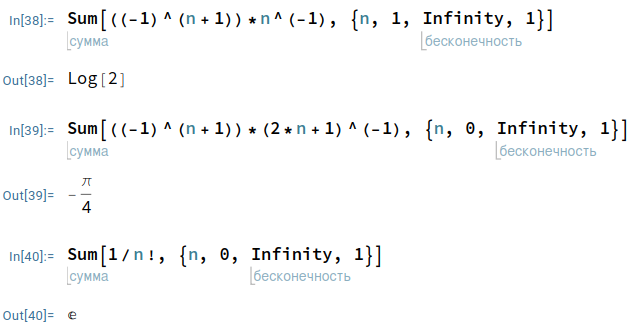 In[38]:= Sum[((-1)^(n+1))*n^(-1), {n, 1, Infinity, 1}]
сумма бесконечность
Out[38]= Log[2]
In[39]:= Sum[((-1)^(n+1))*(2*n+1)^(-1), {n, 0, Infinity, 1}]
сумма бесконечность
Out[39]= -π/4
In[40]:= Sum[1/n!, {n, 0, Infinity, 1}]
сумма бесконечность
Out[40]= ⅇ